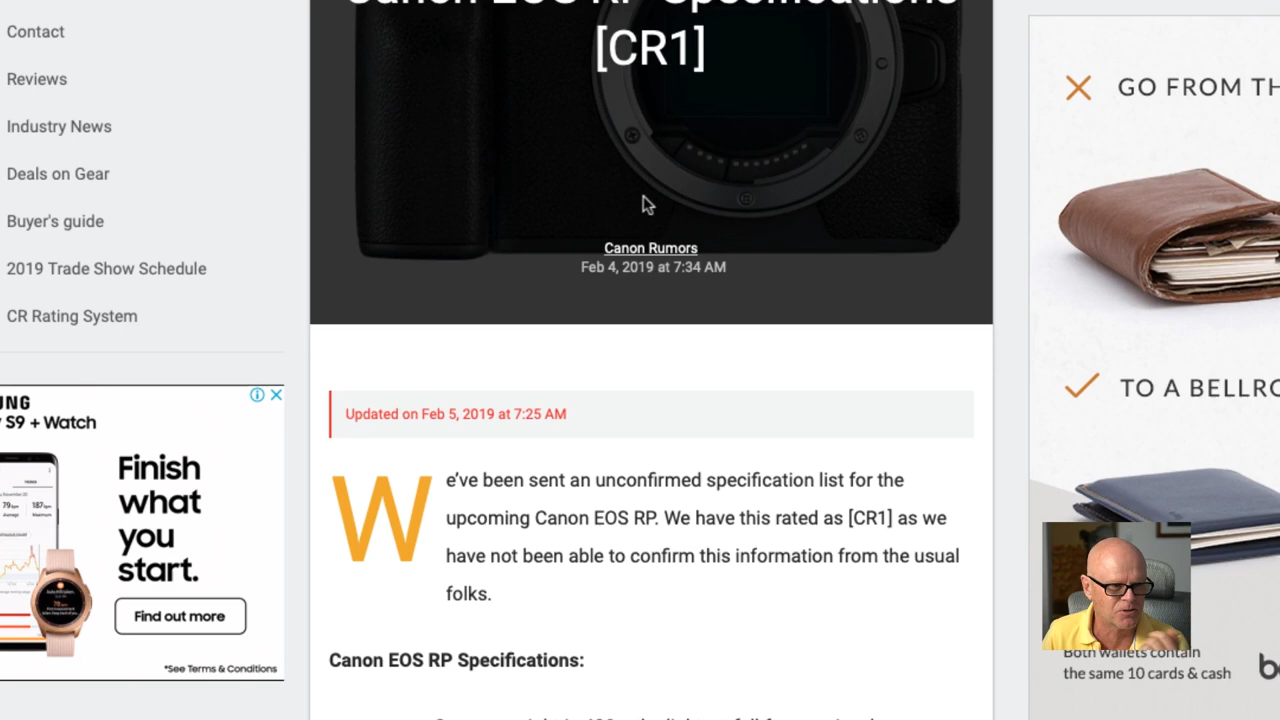 Contact
Reviews
Industry News
Deals on Gear
Buyer's guide
2019 Trade Show Schedule
CR Rating System
S9 + Watch
Finish
what
you
start.
Find out more
*See Terms & Conditions
Canon EOS RP Specifications
[CR1]
Canon Rumors
Feb 4, 2019 at 7:34 AM
Updated on Feb 5, 2019 at 7:25 AM
We’ve been sent an unconfirmed specification list for the
upcoming Canon EOS RP. We have this rated as [CR1] as we
have not been able to confirm this information from the usual
folks.
Canon EOS RP Specifications:
GO FROM TH
TO A BELLRO
Both wallets contain
the same 10 cards & cash